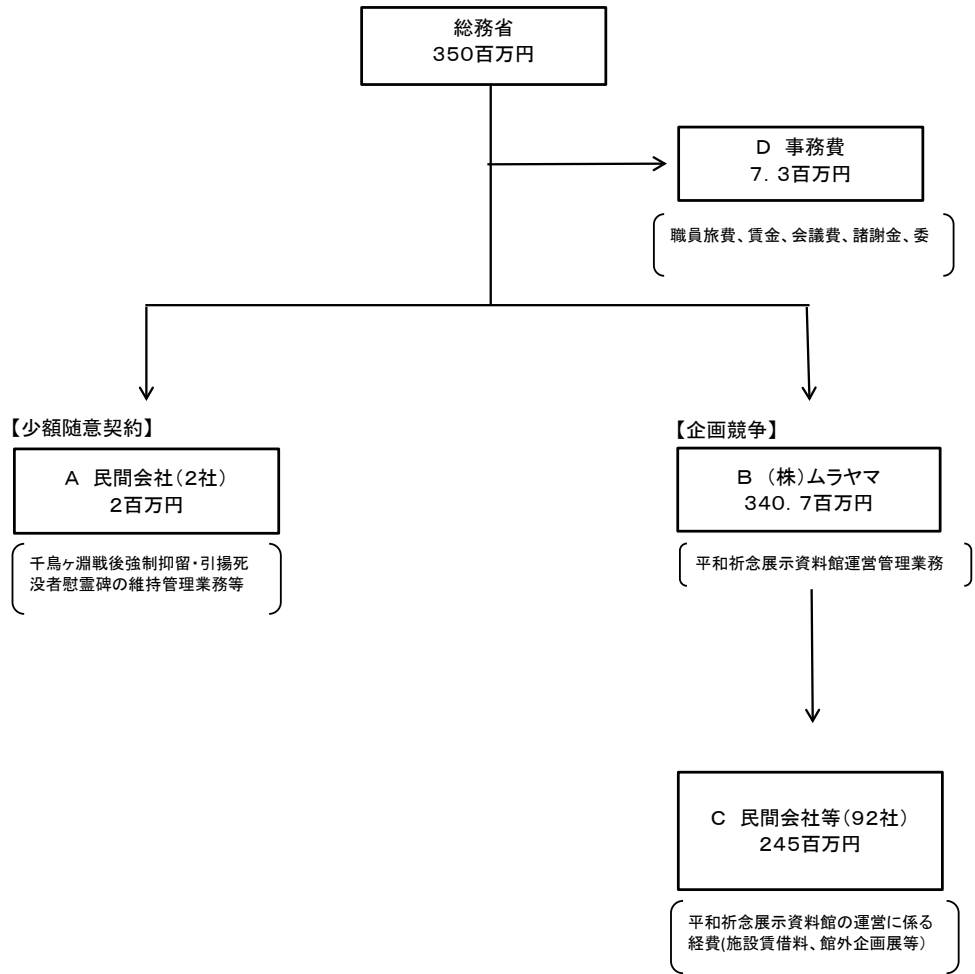 総務省
350百万円
D　事務費
7．3百万円
職員旅費、賃金、会議費、諸謝金、委
【少額随意契約】
A　民間会社（2社）
2百万円
千鳥ヶ淵戦後強制抑留・引揚死
没者慰霊碑の維持管理業務等
【企画競争】
B　（株）ムラヤマ
340．7百万円
平和祈念展示資料館運営管理業務
C　民間会社等（92社）
245百万円
平和祈念展示資料館の運営に係る
経費(施設賃借料、館外企画展等）